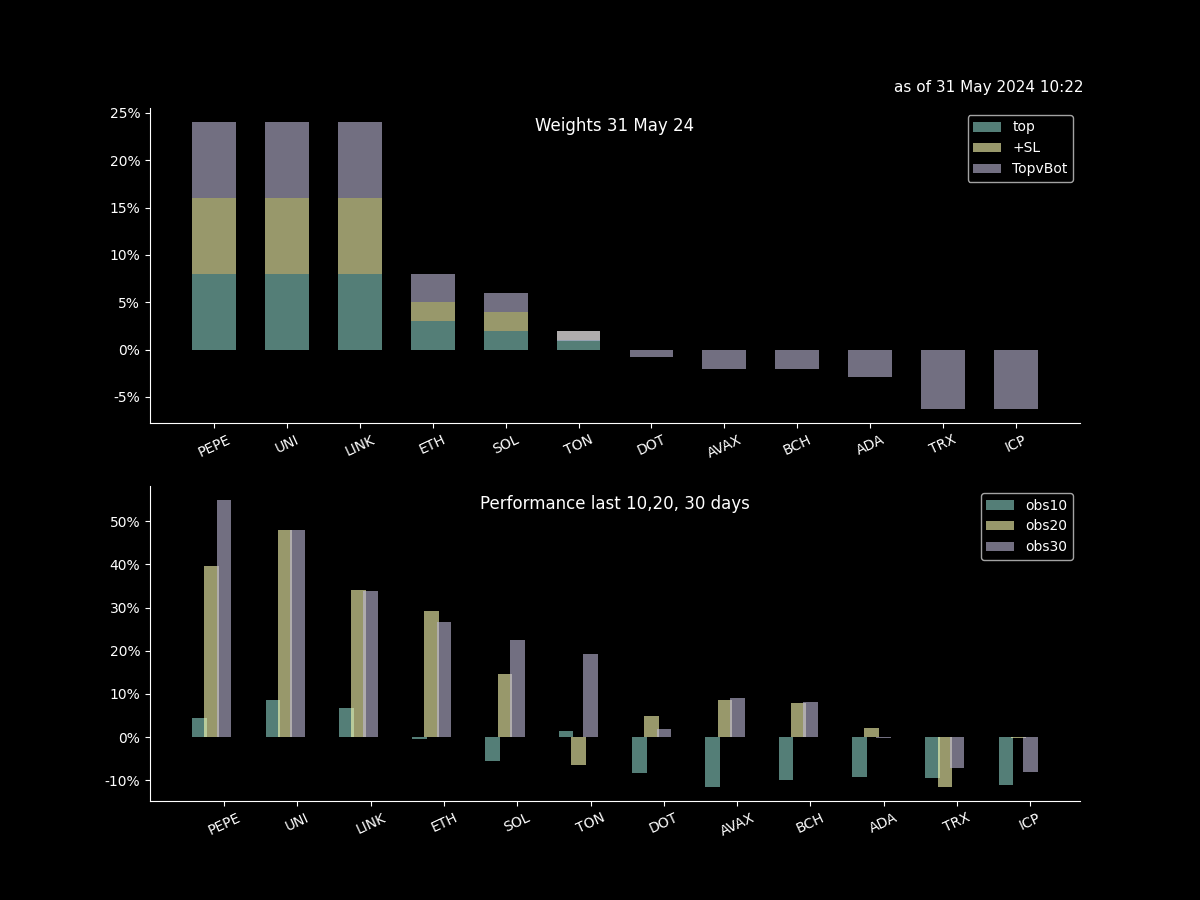 as of 31 May 2024 10:22
Weights 31 May 24
25%
20%
15%
10%
5%
0%
-5%
top
+SL
TopvBot
PEPE UNI LINK ETH SOL TON DOT AVAX BCH ADA TRX ICP
Performance last 10,20, 30 days
50%
40%
30%
20%
10%
0%
-10%
obs10
obs20
obs30
PEPE UNI LINK ETH SOL TON DOT AVAX BCH ADA TRX ICP